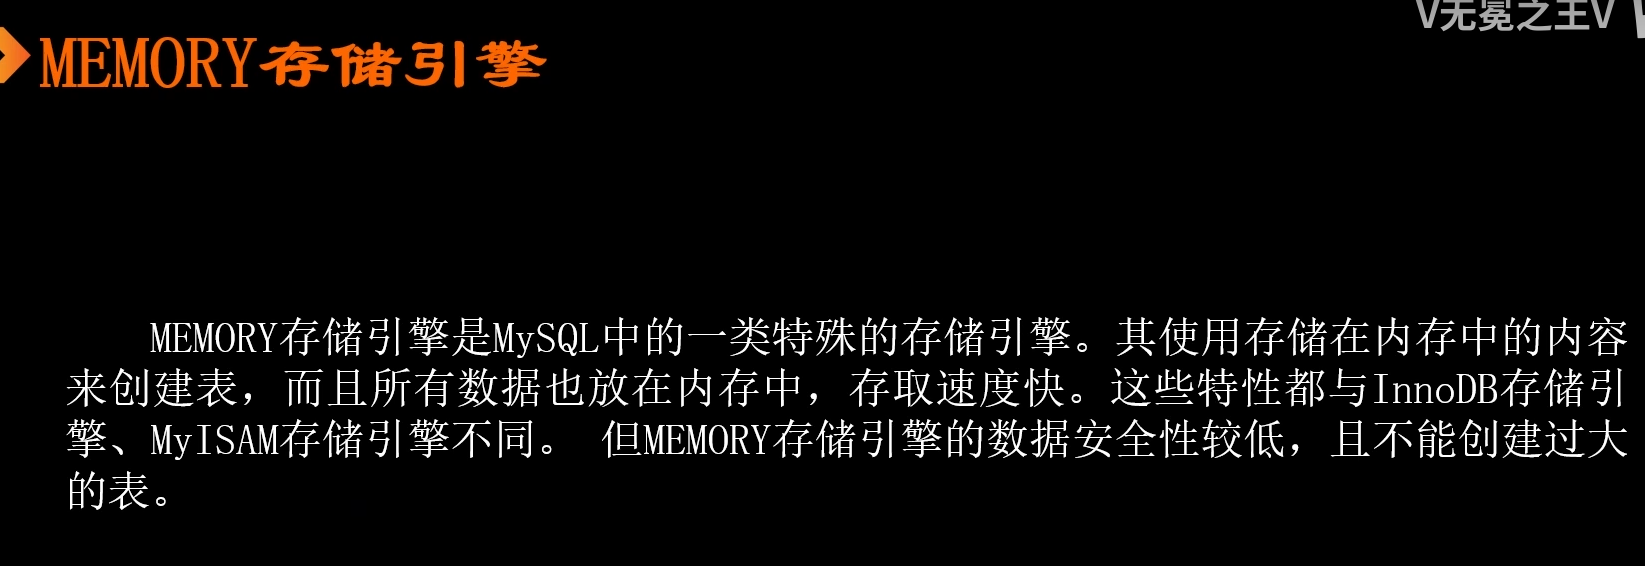 V无冕之王V
MEMORY存储引擎
MEMORY存储引擎是MySQL中的一类特殊的存储引擎。其使用存储在内存中的内容
来创建表，而且所有数据也放在内存中，存取速度快。这些特性都与InnoDB存储引
擎、MyISAM存储引擎不同。 但MEMORY存储引擎的数据安全性较低，且不能创建过大
的表。